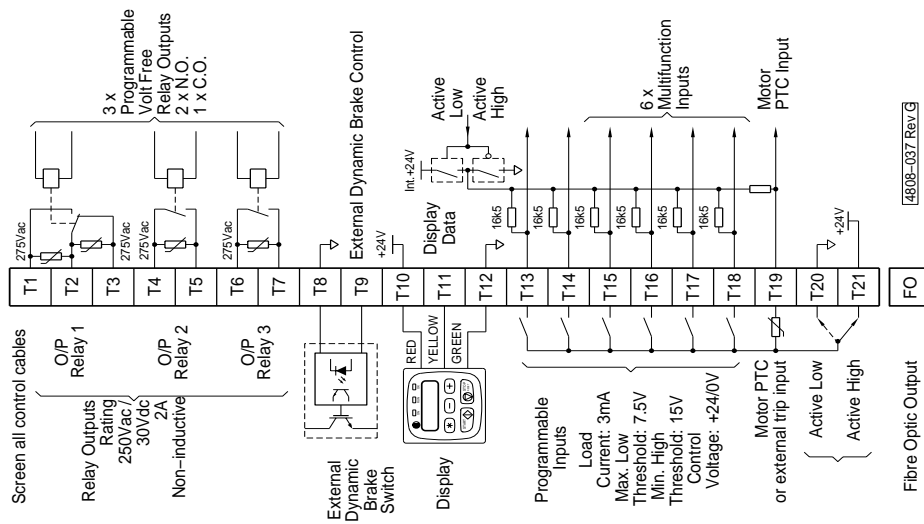 Screen all control cables
Relay Outputs
Rating
250Vac /
30Vdc
2A
Non–inductive
O/P
Relay 1
O/P
Relay 2
O/P
Relay 3
External
Dynamic
Brake
Switch
Display
RED
YELLOW
GREEN
Programmable
Inputs
Load
Current: 3mA
Max. Low
Threshold: 7.5V
Min. High
Threshold: 15V
Control
Voltage: +24/0V
Motor PTC
or external trip input
Active Low
Active High
Fibre Optic Output
T1
T2
T3
T4
T5
T6
T7
T8
T9
T10
T11
T12
T13
T14
T15
T16
T17
T18
T19
T20
T21
FO
275Vac
275Vac
275Vac
275Vac
3 x
Programmable
Volt Free
Relay Outputs
2 x N.O.
1 x C.O.
External Dynamic Brake Control
+24V
Display
Data
Int.+24V
Active
Low
Active
High
16k5
16k5
16k5
16k5
16k5
16k5
6 x
Multifunction
Inputs
Motor
PTC Input
+24V
4808–037 Rev G